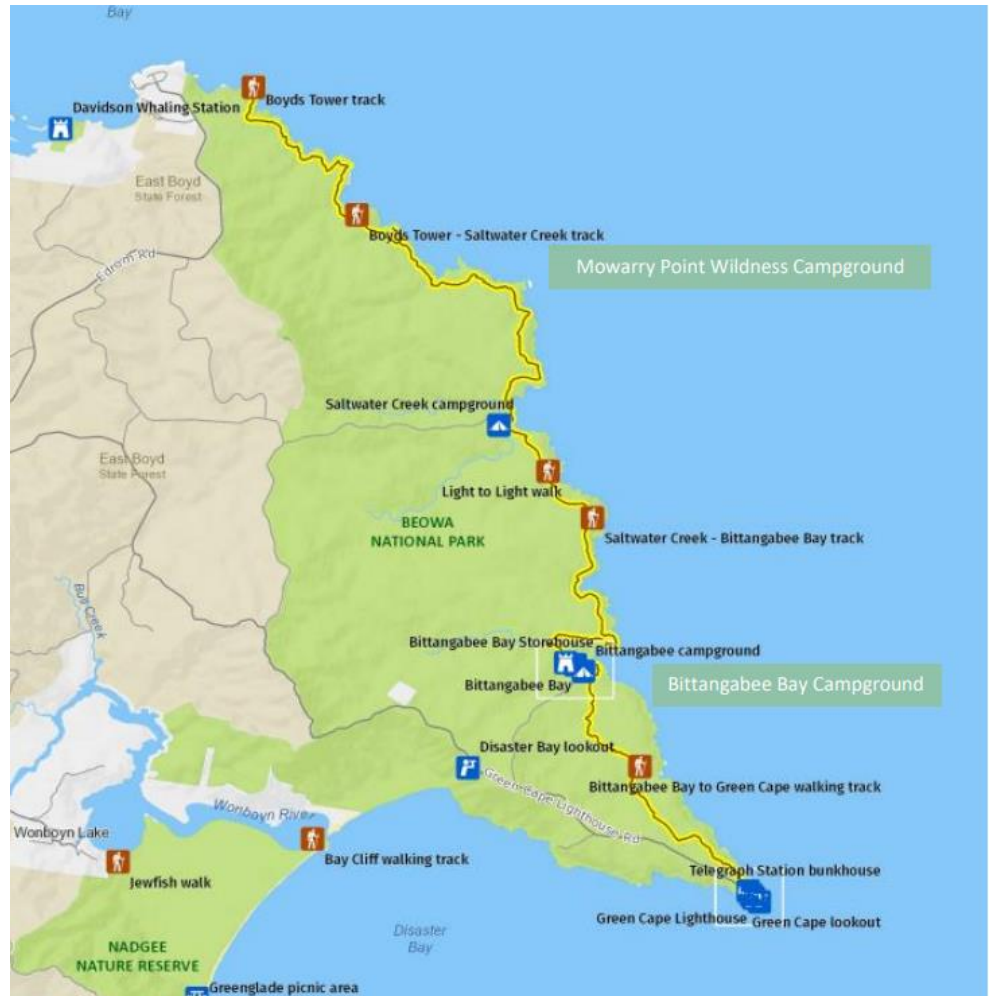 Bay
Boyds Tower track
Davidson Whaling Station
East Boyd
State Forest
Boyds Tower - Saltwater Creek track
Edrom Rd
Mowarry Point Wildness Campground
Saltwater Creek campground
East Boyd
State Forest
Light to Light walk
BEOWA
NATIONAL PARK
Saltwater Creek - Bittangabee Bay track
Bull Creek
Bittangabee Bay Storehouse
Bittangabee campground
Bittangabee Bay
Bittangabee Bay Campground
Disaster Bay lookout
Green Cape Lighthouse Rd
Bittangabee Bay to Green Cape walking track
Wonboyn River
Wonboyn Lake
Bay Cliff walking track
Jewfish walk
Telegraph Station bunkhouse
Green Cape Lighthouse
Green Cape lookout
Disaster
Bay
NADGEE
NATURE RESERVE
Greenglade picnic area